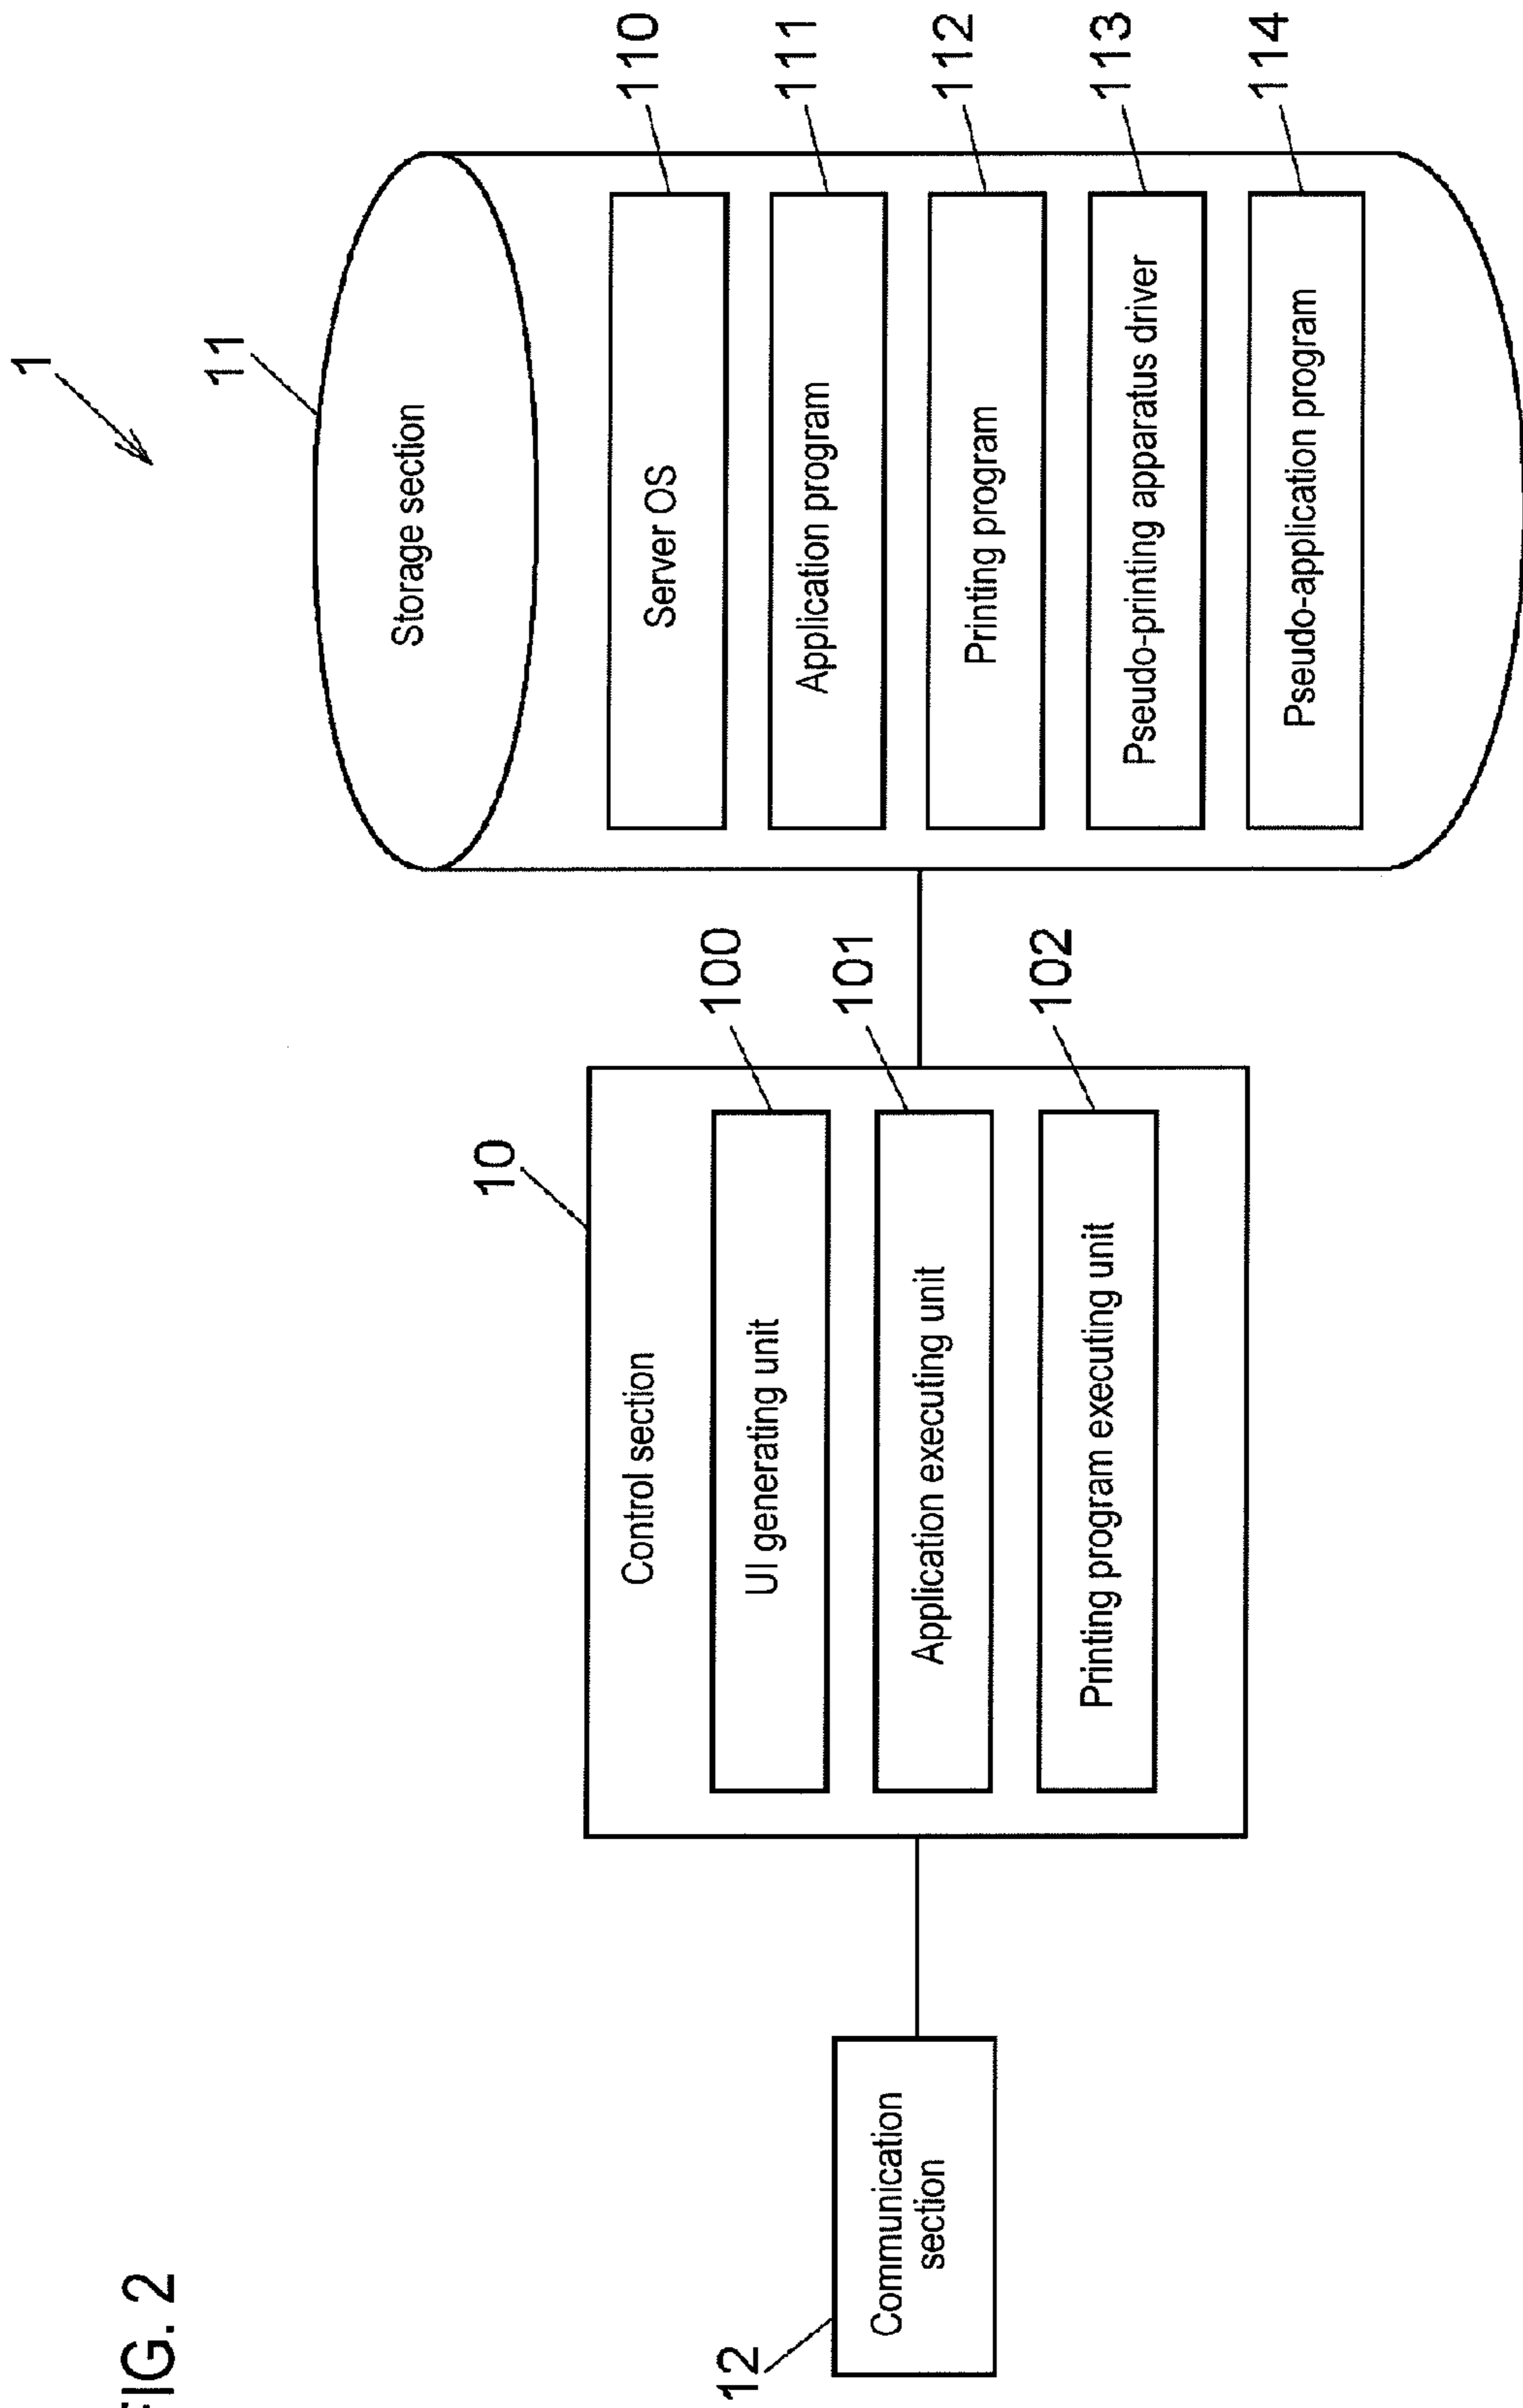 FIG. 2
1
11
Storage section
Server OS
110
Application program
111
Printing program
112
Pseudo-printing apparatus driver
113
Pseudo-application program
114
10
Control section
UI generating unit
100
Application executing unit
101
Printing program executing unit
102
12
Communication
section